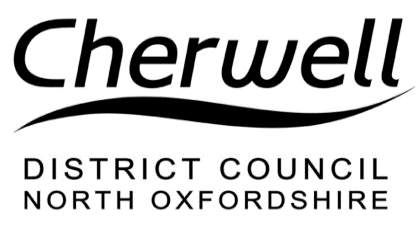 Cherwell
DISTRICT COUNCIL
NORTH OXFORDSHIRE